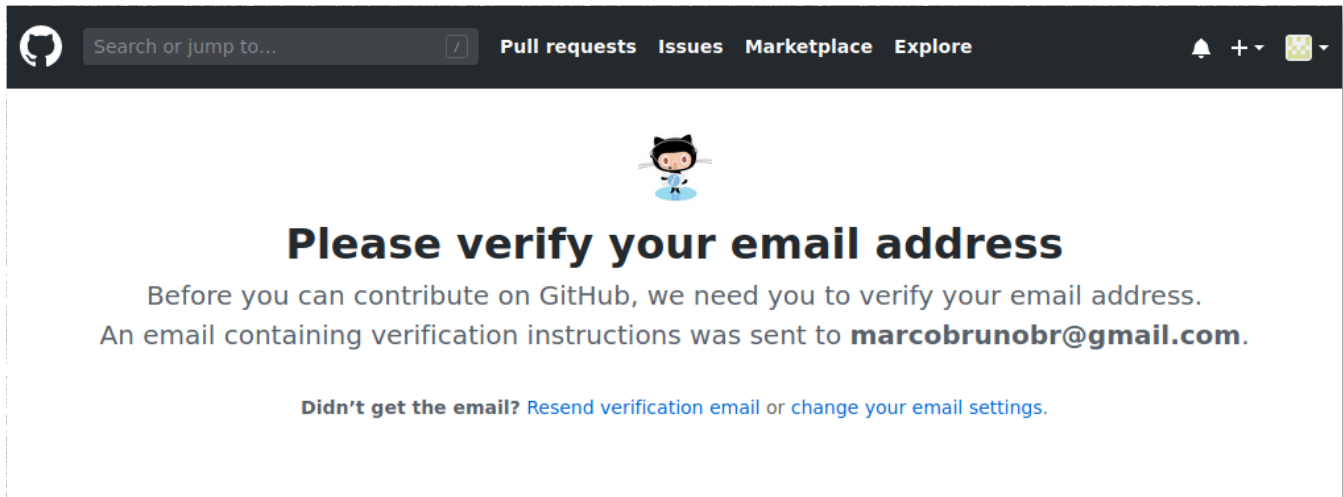 Search or jump to... /
Pull requests Issues Marketplace Explore
Please verify your email address
Before you can contribute on GitHub, we need you to verify your email address.
An email containing verification instructions was sent to marcobrunobr@gmail.com.
Didn’t get the email? Resend verification email or change your email settings.